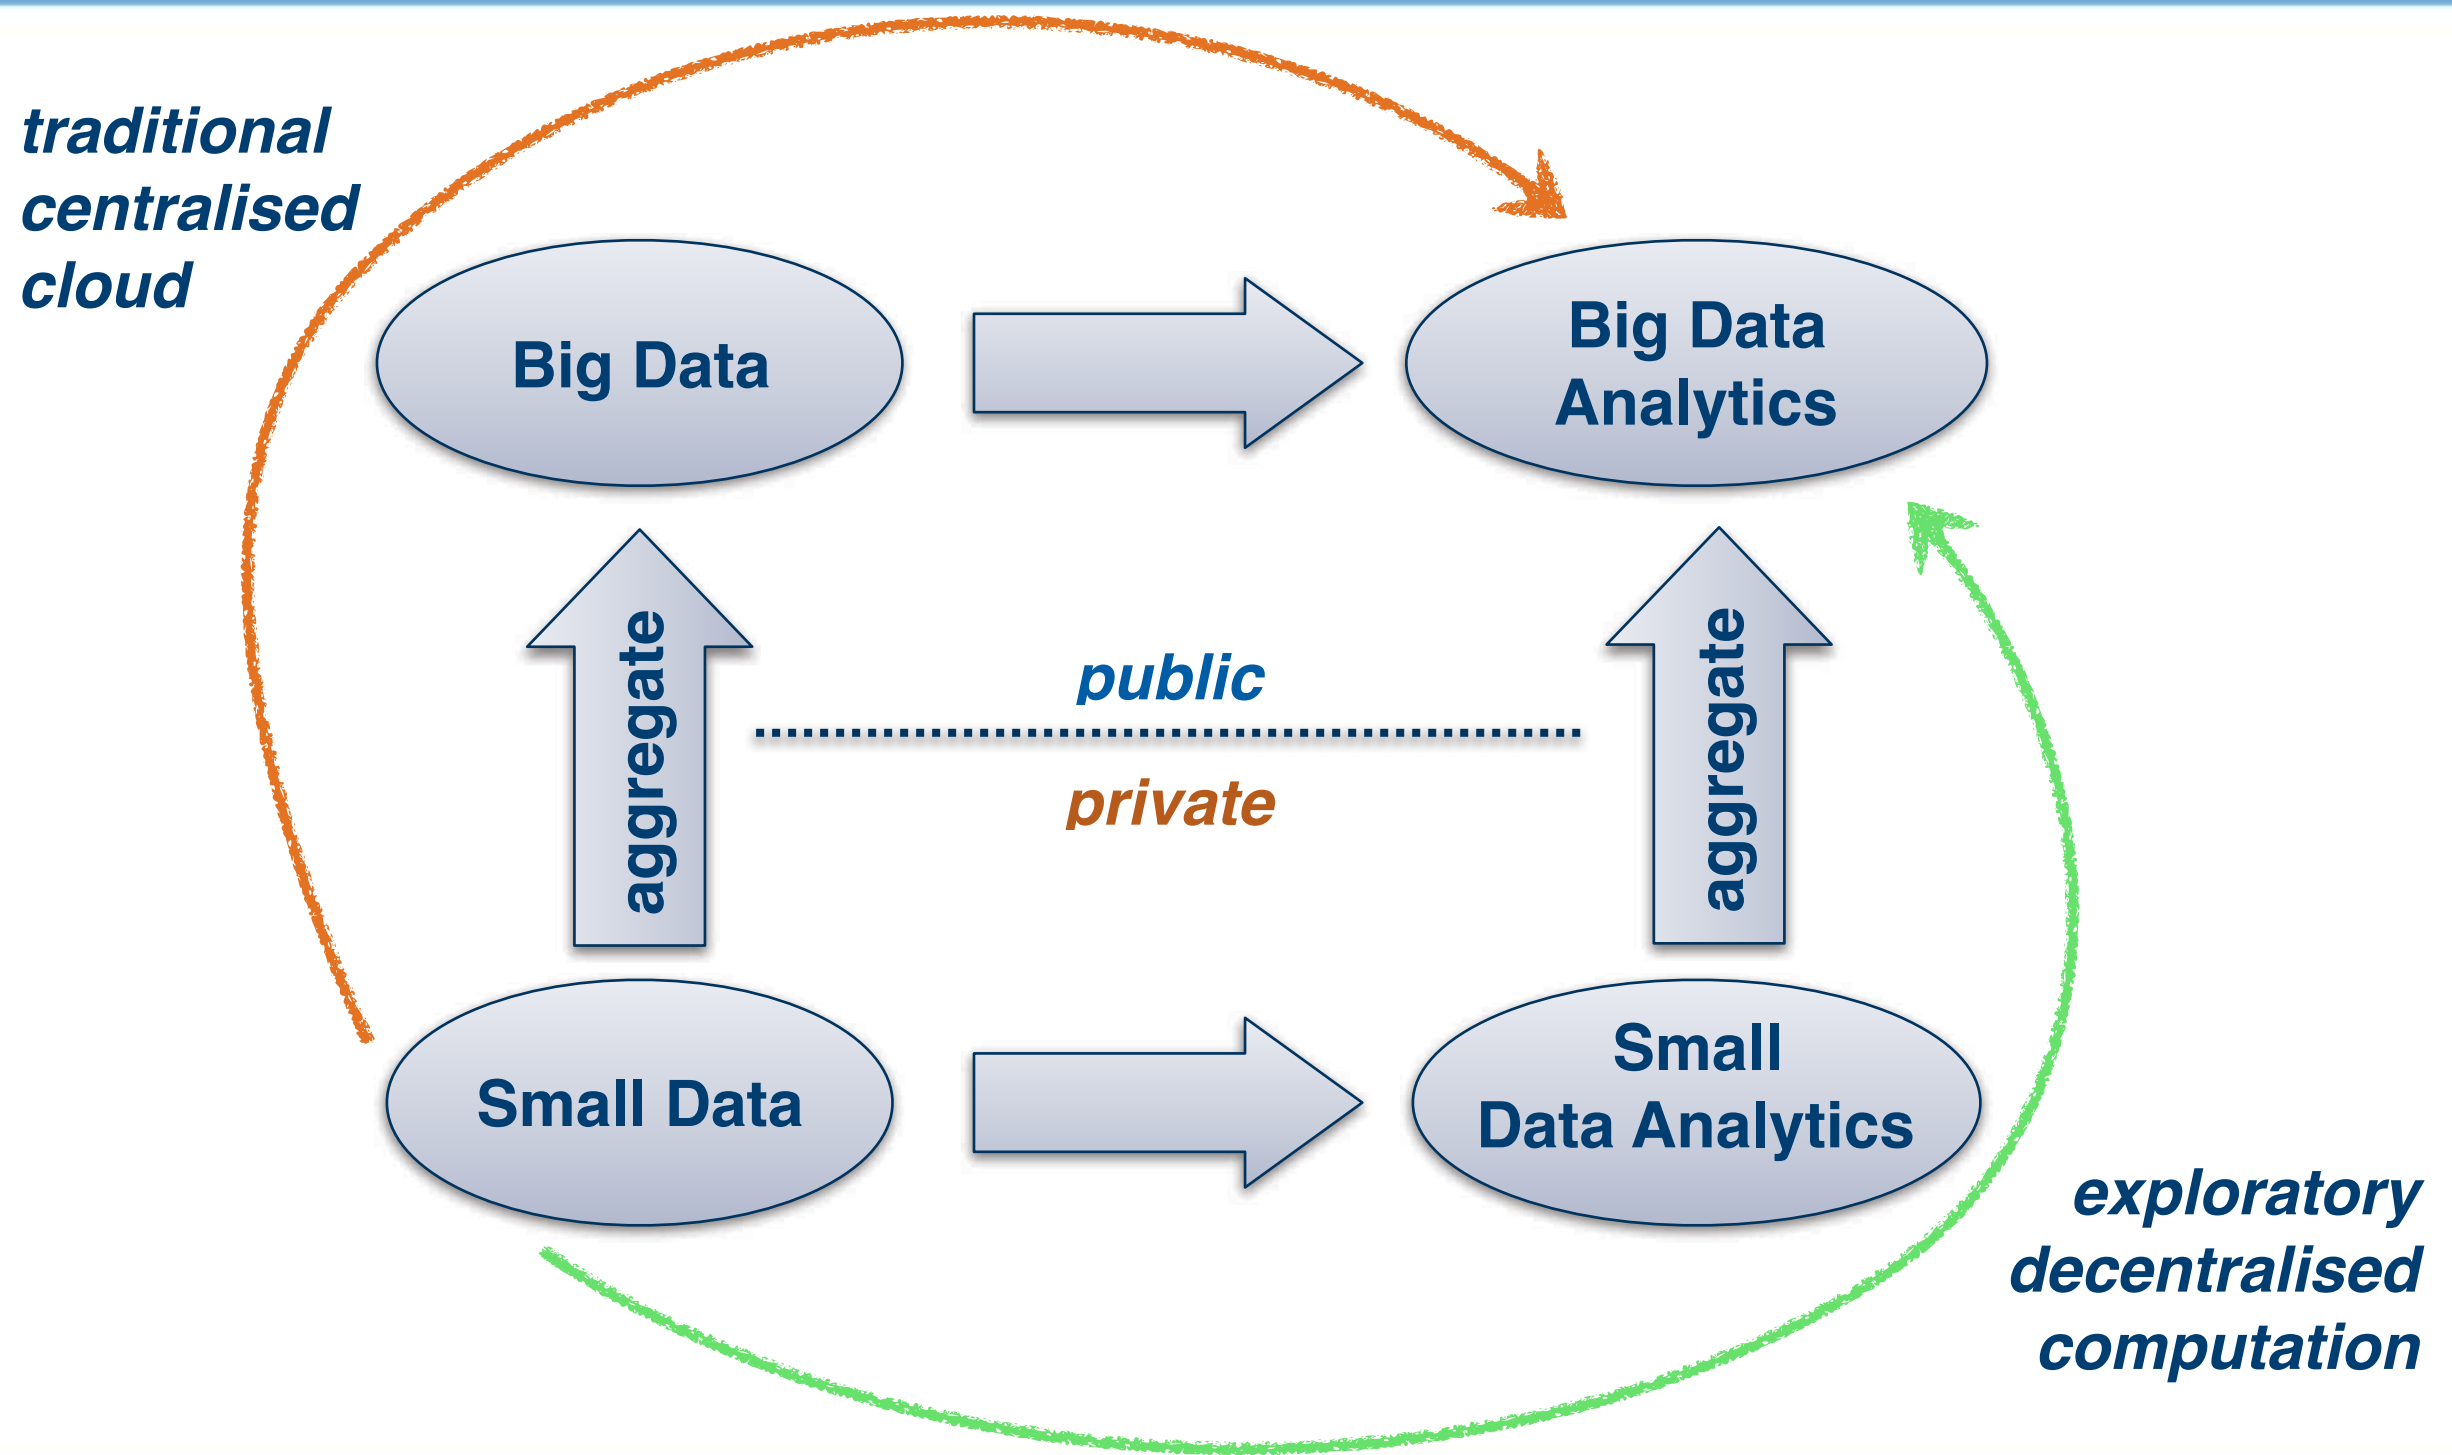 traditional
centralised
cloud
Big Data
Big Data
Analytics
aggregate
public
private
aggregate
Small Data
Small
Data Analytics
exploratory
decentralised
computation